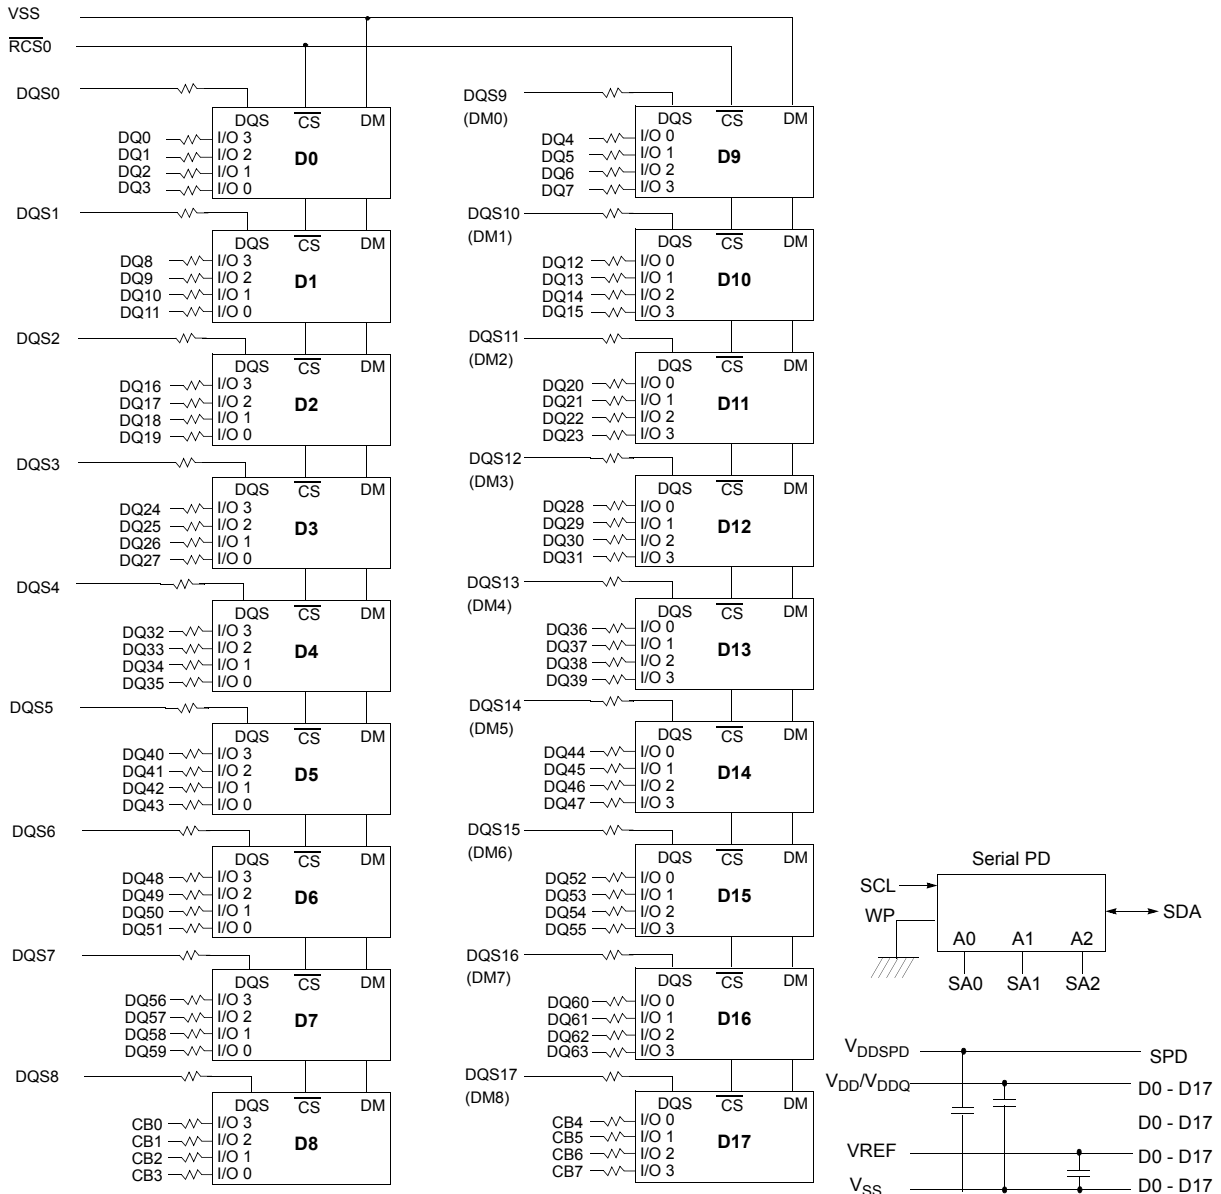 VSS
RCS0
DQS0
DQS CS DM
DQ0 I/O 3
DQ1 I/O 2
DQ2 I/O 1
DQ3 I/O 0
D0
DQS1
DQS CS DM
DQ8 I/O 3
DQ9 I/O 2
DQ10 I/O 1
DQ11 I/O 0
D1
DQS2
DQS CS DM
DQ16 I/O 3
DQ17 I/O 2
DQ18 I/O 1
DQ19 I/O 0
D2
DQS3
DQS CS DM
DQ24 I/O 3
DQ25 I/O 2
DQ26 I/O 1
DQ27 I/O 0
D3
DQS4
DQS CS DM
DQ32 I/O 3
DQ33 I/O 2
DQ34 I/O 1
DQ35 I/O 0
D4
DQS5
DQS CS DM
DQ40 I/O 3
DQ41 I/O 2
DQ42 I/O 1
DQ43 I/O 0
D5
DQS6
DQS CS DM
DQ48 I/O 3
DQ49 I/O 2
DQ50 I/O 1
DQ51 I/O 0
D6
DQS7
DQS CS DM
DQ56 I/O 3
DQ57 I/O 2
DQ58 I/O 1
DQ59 I/O 0
D7
DQS8
DQS CS DM
CB0 I/O 3
CB1 I/O 2
CB2 I/O 1
CB3 I/O 0
D8
DQS9
(DM0)
DQS CS DM
DQ4 I/O 0
DQ5 I/O 1
DQ6 I/O 2
DQ7 I/O 3
D9
DQS10
(DM1)
DQS CS DM
DQ12 I/O 0
DQ13 I/O 1
DQ14 I/O 2
DQ15 I/O 3
D10
DQS11
(DM2)
DQS CS DM
DQ20 I/O 0
DQ21 I/O 1
DQ22 I/O 2
DQ23 I/O 3
D11
DQS12
(DM3)
DQS CS DM
DQ28 I/O 0
DQ29 I/O 1
DQ30 I/O 2
DQ31 I/O 3
D12
DQS13
(DM4)
DQS CS DM
DQ36 I/O 0
DQ37 I/O 1
DQ38 I/O 2
DQ39 I/O 3
D13
DQS14
(DM5)
DQS CS DM
DQ44 I/O 0
DQ45 I/O 1
DQ46 I/O 2
DQ47 I/O 3
D14
DQS15
(DM6)
DQS CS DM
DQ52 I/O 0
DQ53 I/O 1
DQ54 I/O 2
DQ55 I/O 3
D15
DQS16
(DM7)
DQS CS DM
DQ60 I/O 0
DQ61 I/O 1
DQ62 I/O 2
DQ63 I/O 3
D16
DQS17
(DM8)
DQS CS DM
CB4 I/O 0
CB5 I/O 1
CB6 I/O 2
CB7 I/O 3
D17
Serial PD
SCL
WP
SDA
A0 A1 A2
SA0 SA1 SA2
VDDSPD SPD
VDD/VDDQ D0 - D17
D0 - D17
VREF D0 - D17
VSS D0 - D17